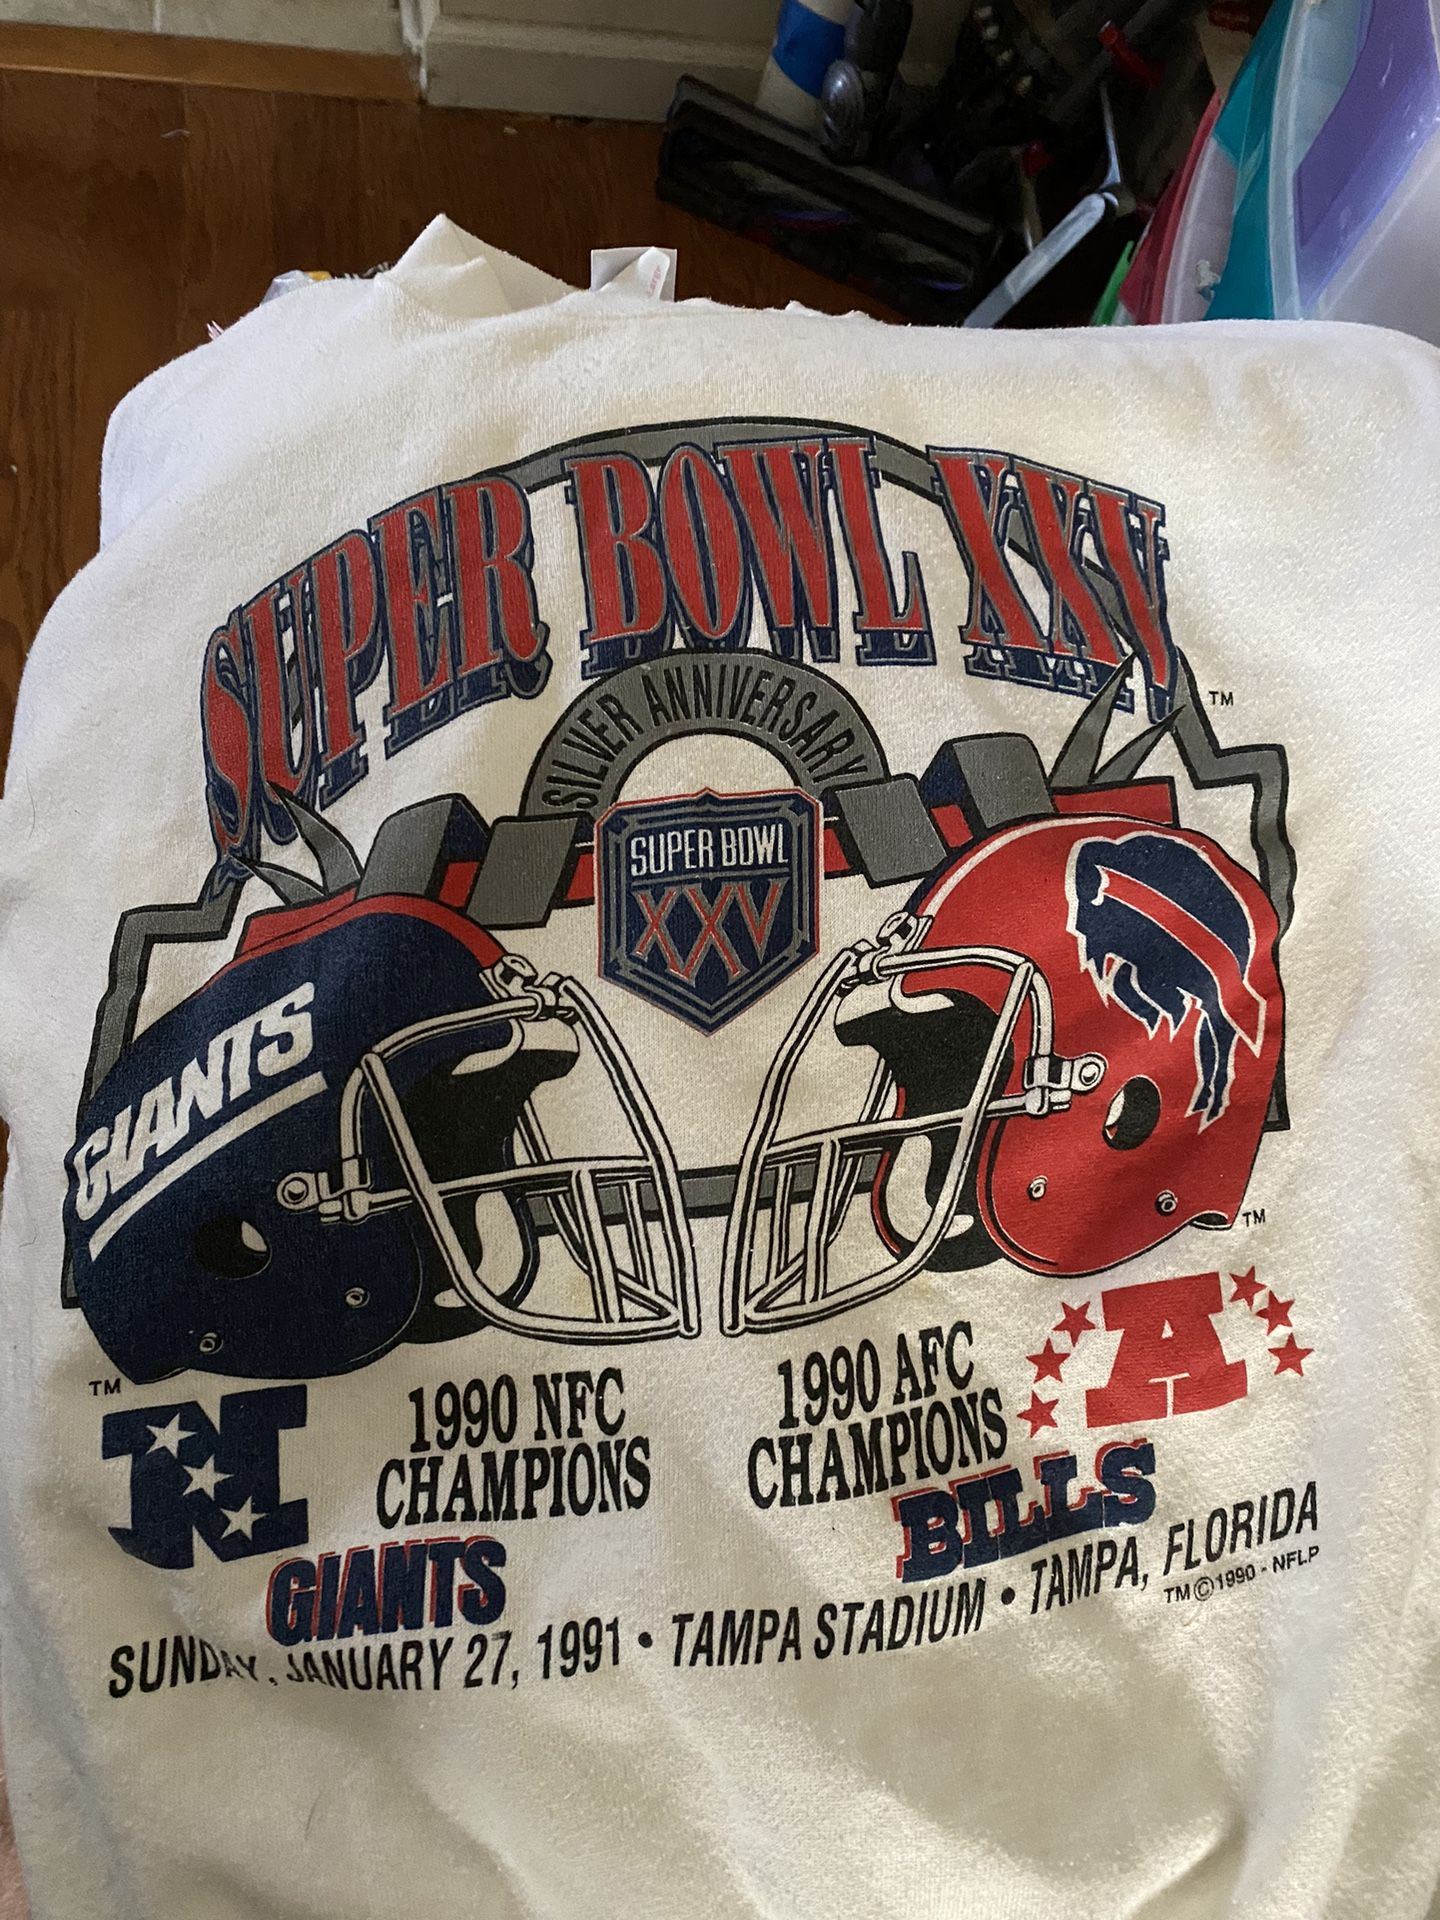 SUPER BOWL XXV
TM
SILVER ANNIVERSARY
SUPER BOWL
XXV
GIANTS
TM
TM
1990 NFC
CHAMPIONS
GIANTS
1990 AFC
CHAMPIONS
A
BILLS
N
SUNDAY, JANUARY 27, 1991 • TAMPA STADIUM • TAMPA, FLORIDA
TM © 1990 - NFLP